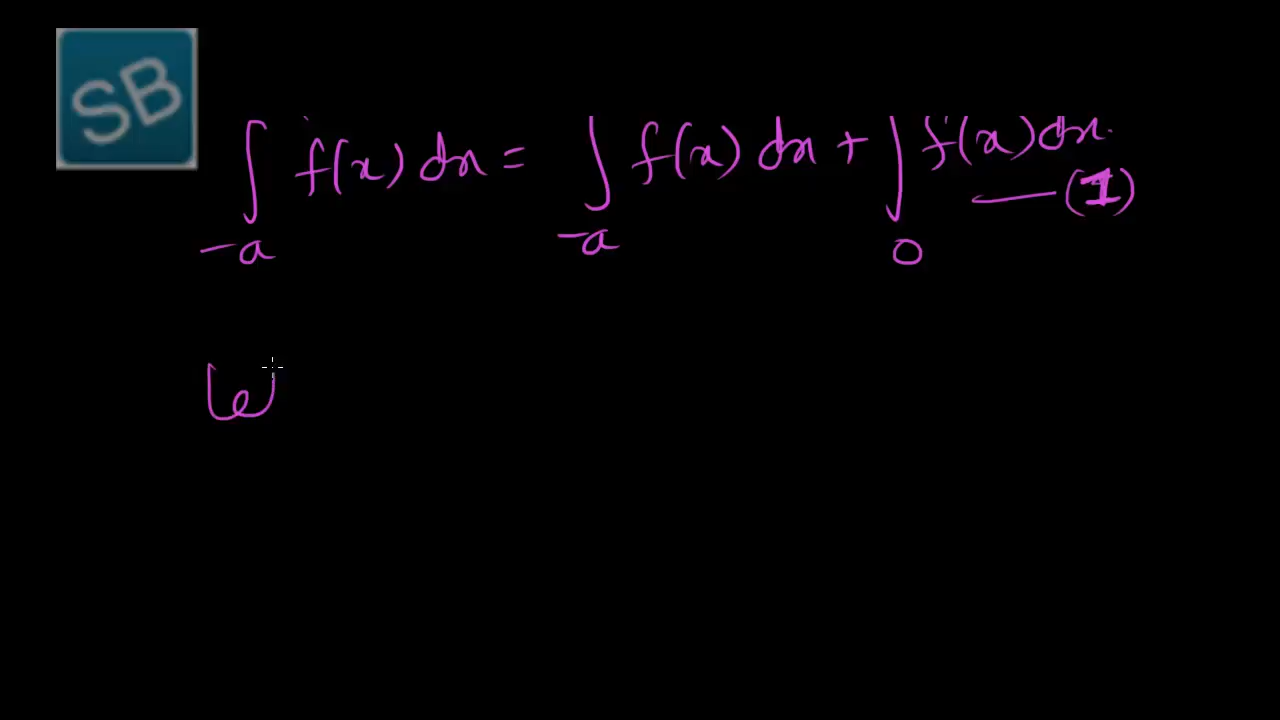 SB
∫ f(x) dx = ∫ f(x) dx + ∫ f(x) dx.
— (1)
-a -a 0